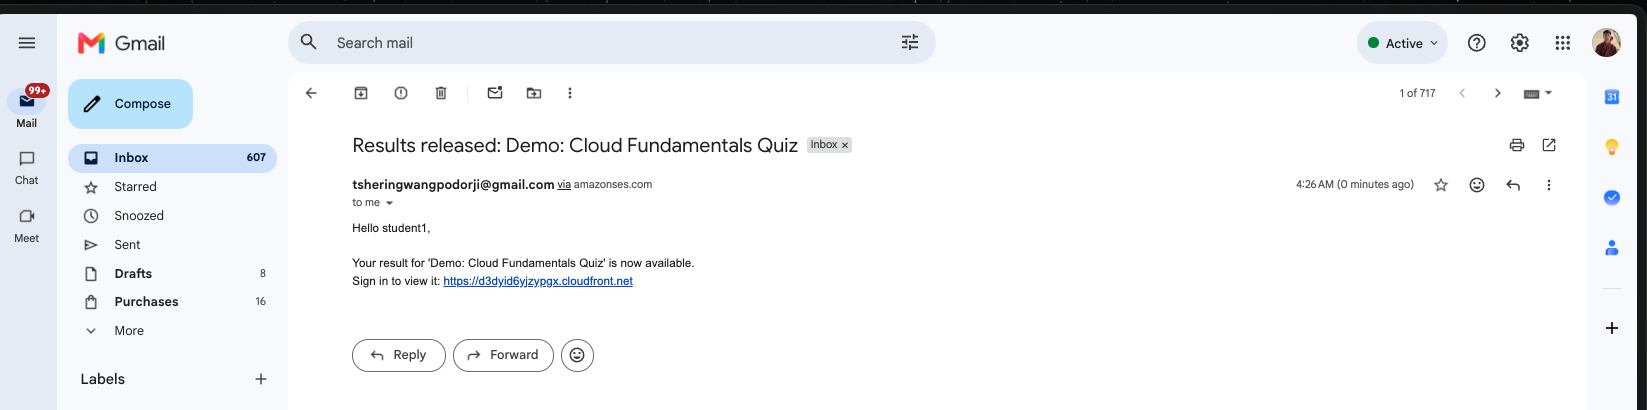 Gmail
Search mail
Active
99+
Mail
Chat
Meet
Compose
Inbox 607
Starred
Snoozed
Sent
Drafts 8
Purchases 16
More
Labels
1 of 717
Results released: Demo: Cloud Fundamentals Quiz Inbox x
tsheringwangpodorji@gmail.com via amazonses.com
4:26 AM (0 minutes ago)
to me
Hello student1,
Your result for 'Demo: Cloud Fundamentals Quiz' is now available.
Sign in to view it: https://d3dyid6yjzypgx.cloudfront.net
Reply
Forward
31